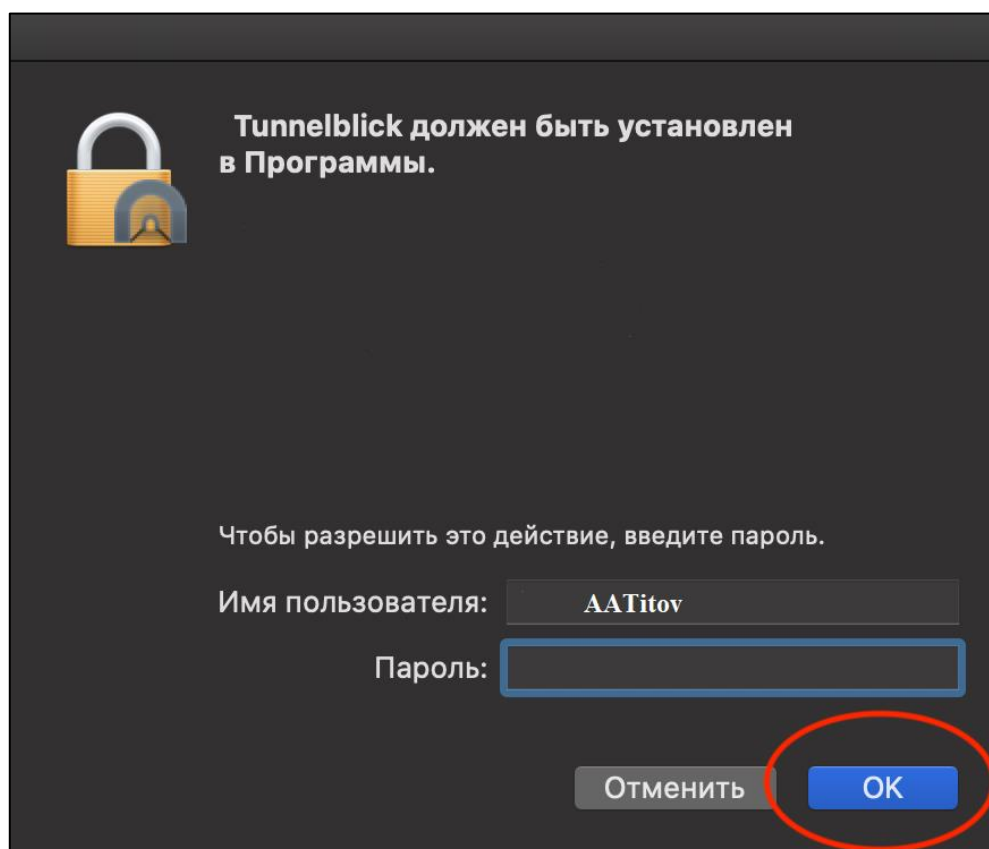 Tunnelblick должен быть установлен
в Программы.
Чтобы разрешить это действие, введите пароль.
Имя пользователя: AATitov
Пароль:
Отменить OK